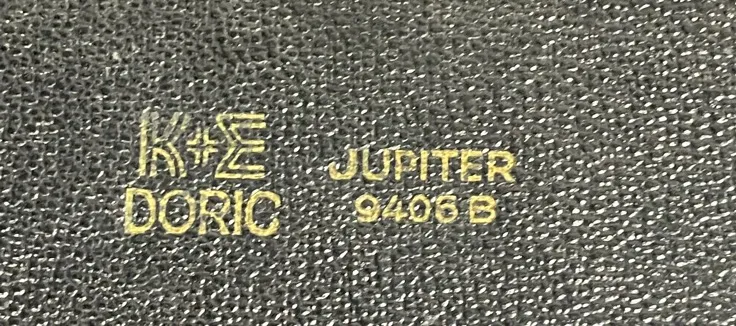 K+E
DORIC
JUPITER
9406 B